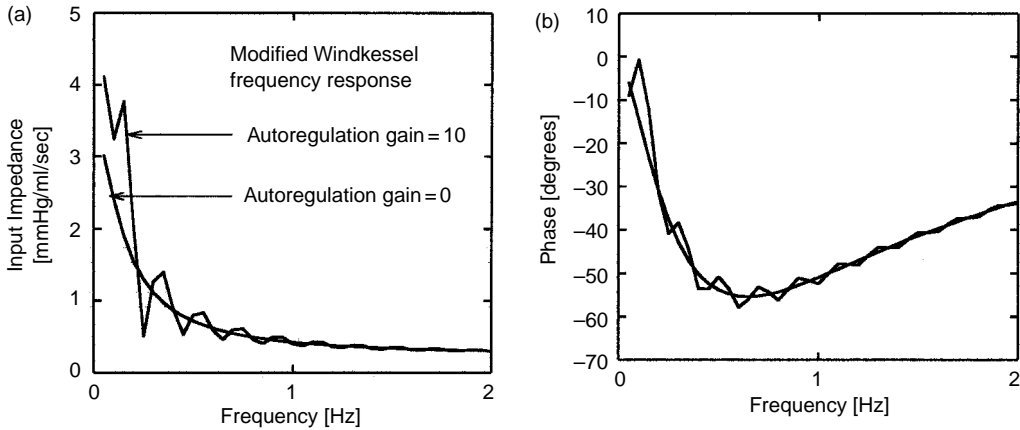 (a)
5
4
3
2
1
0
Input Impedance
[mmHg/ml/sec]
Modified Windkessel
frequency response
Autoregulation gain = 10
Autoregulation gain = 0
0
1
2
Frequency [Hz]
(b)
10
0
−10
−20
−30
−40
−50
−60
−70
Phase [degrees]
0
1
2
Frequency [Hz]